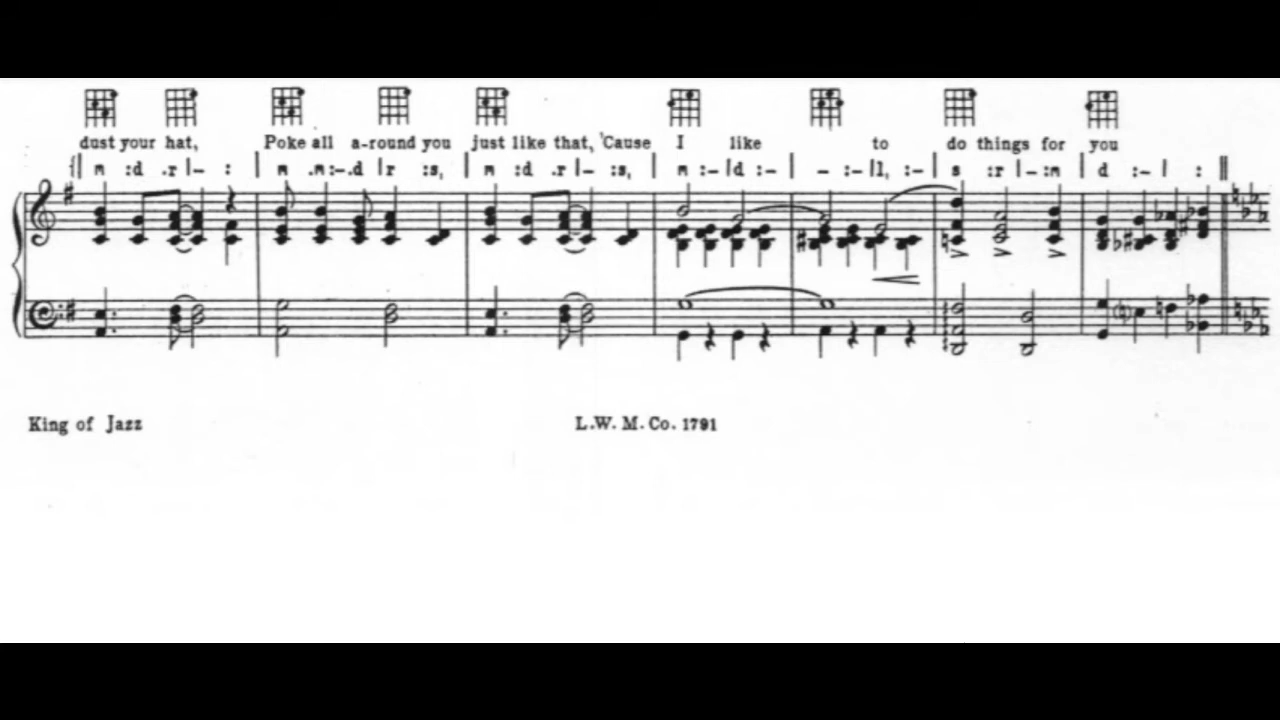 dust your hat, Poke all a-round you just like that, 'Cause I like to do things for you
{| m :d .r | – : | m .m :– .d | r : s, | m :d .r | – : s, | m :– | d :– | – :– | l, :– | s :r | – :m | d :– | :
King of Jazz L.W. M. Co. 1791